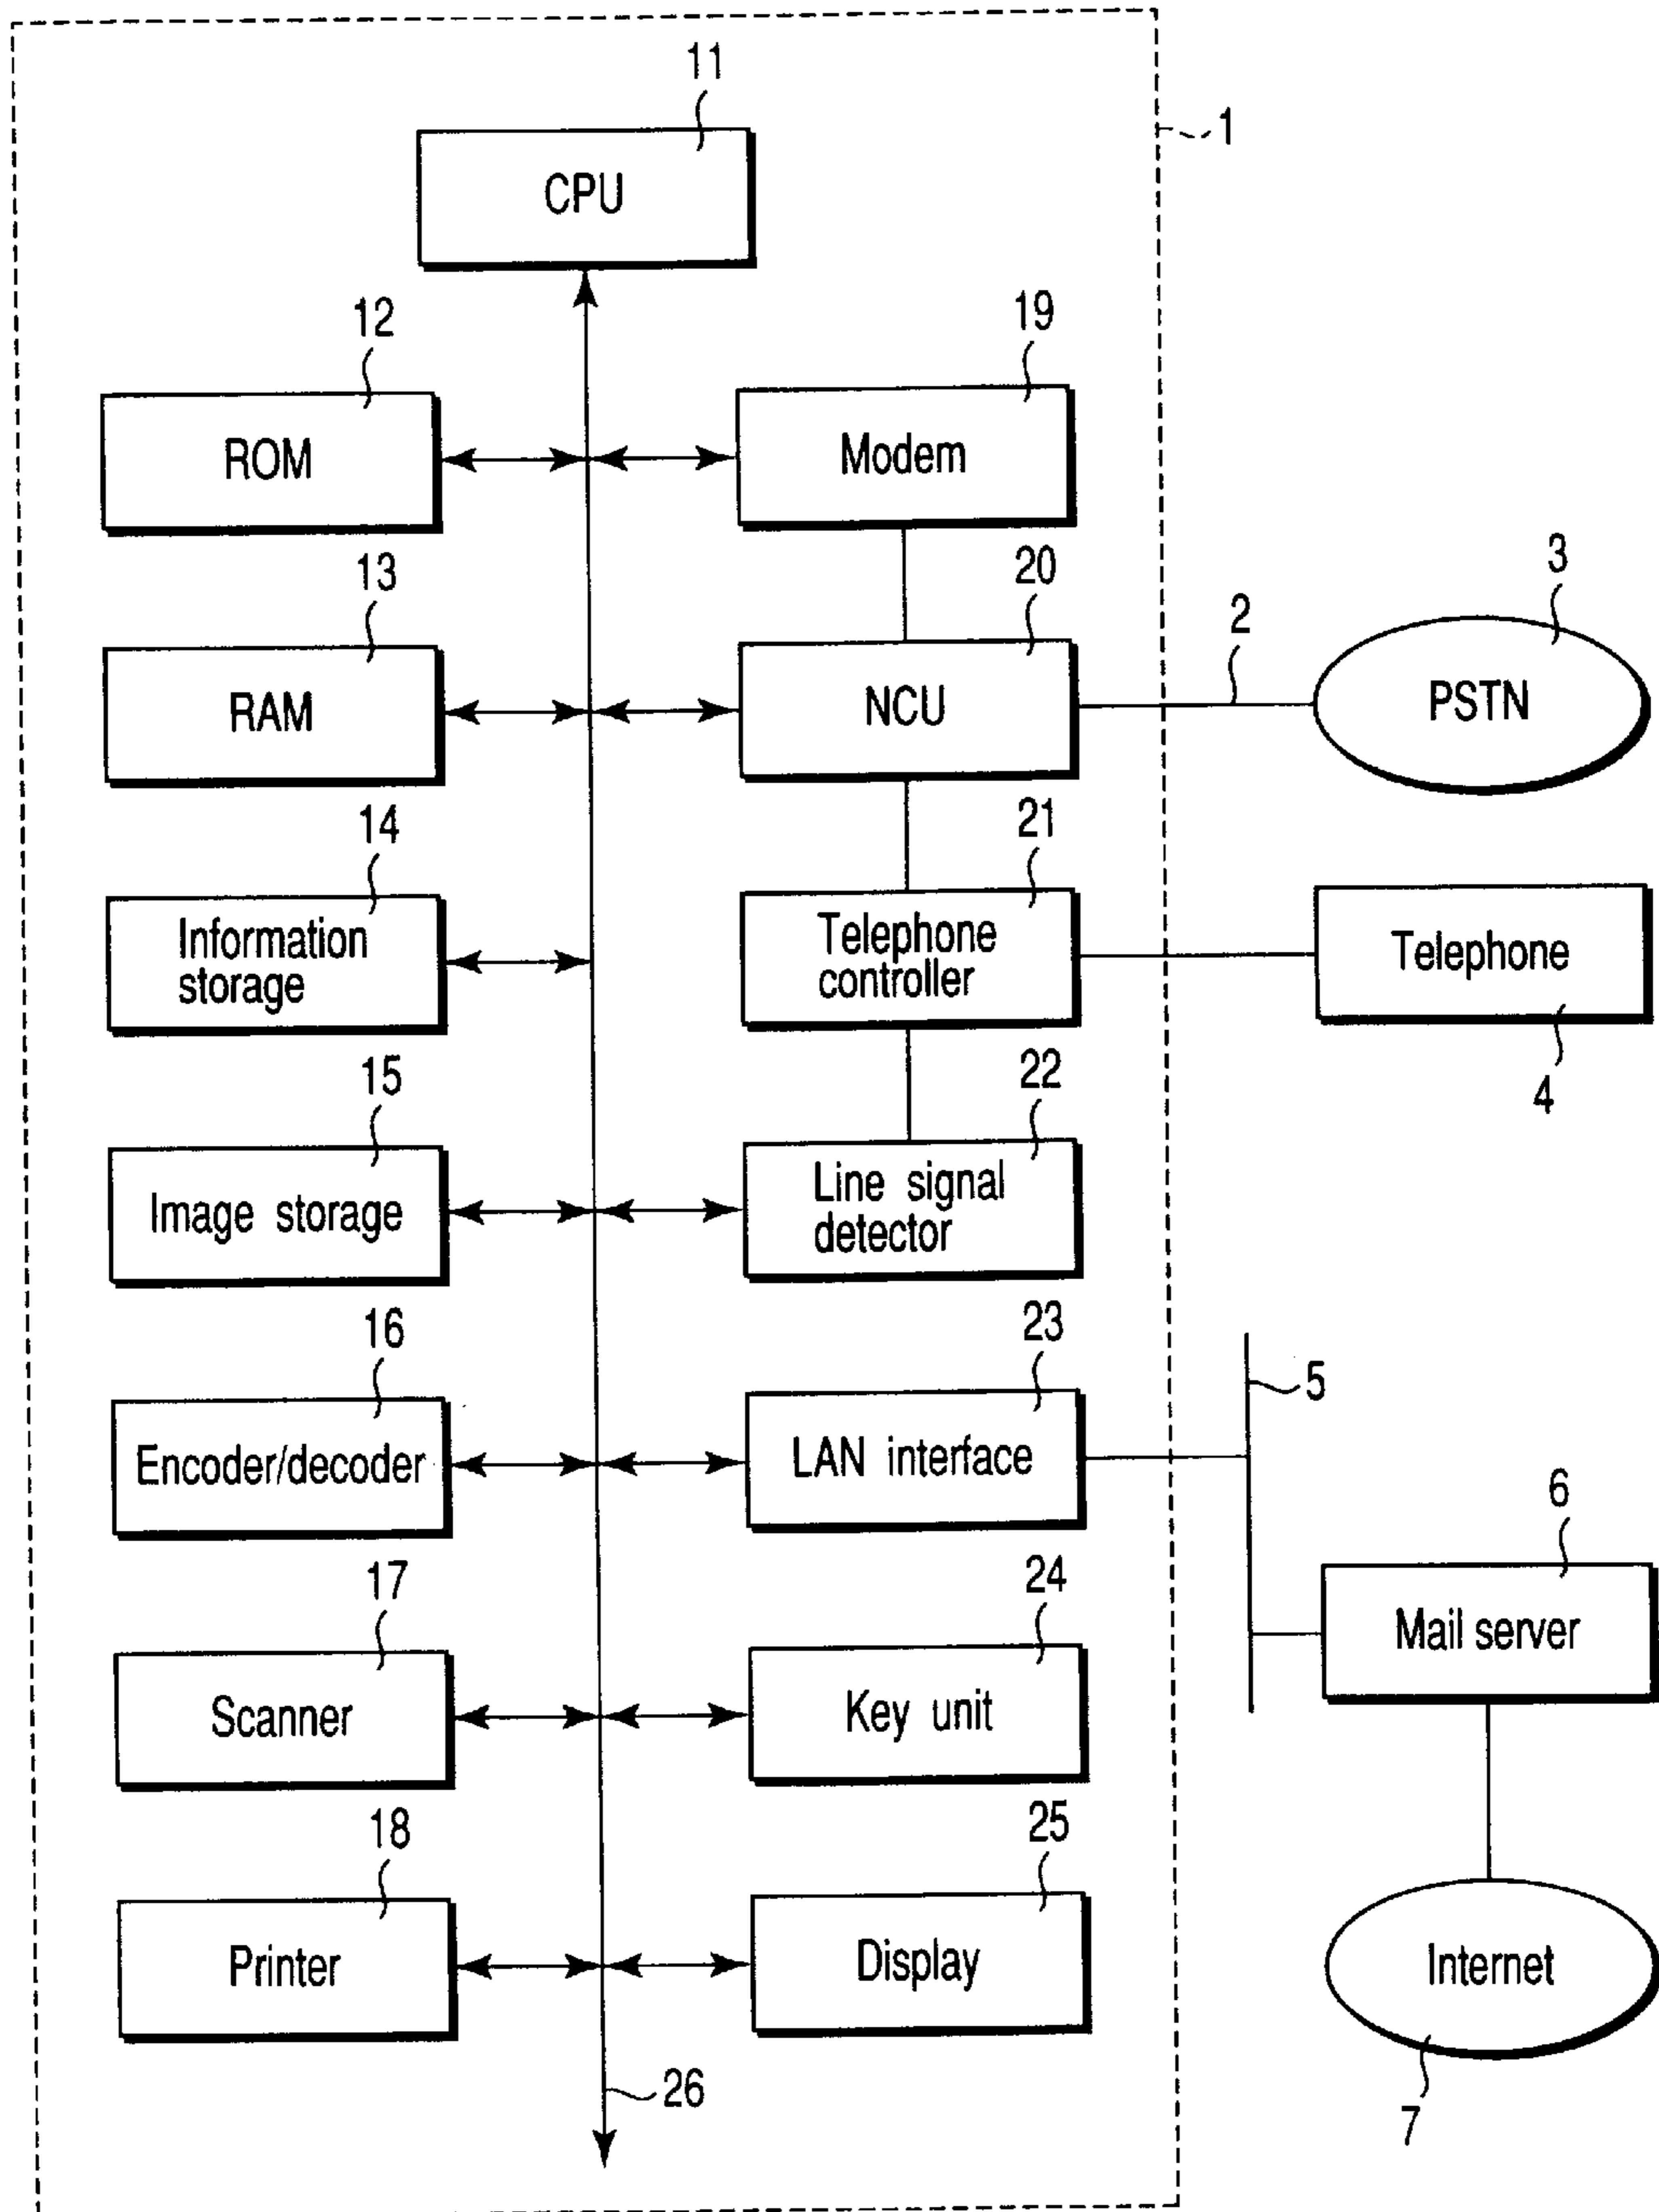 11
CPU
1
12
ROM
19
Modem
13
RAM
20
NCU
2
3
PSTN
14
Information
storage
21
Telephone
controller
Telephone
4
15
Image storage
22
Line signal
detector
16
Encoder/decoder
23
LAN interface
5
6
Mail server
17
Scanner
24
Key unit
18
Printer
25
Display
Internet
7
26